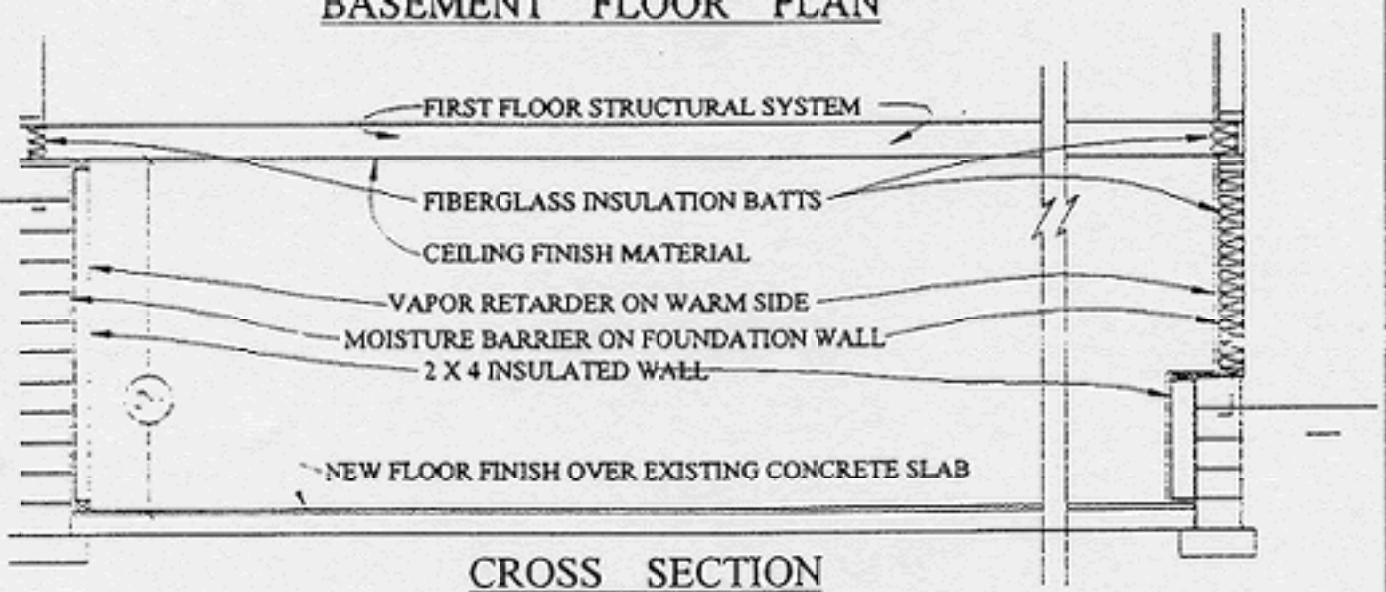 BASEMENT FLOOR PLAN
FIRST FLOOR STRUCTURAL SYSTEM
FIBERGLASS INSULATION BATTS
CEILING FINISH MATERIAL
VAPOR RETARDER ON WARM SIDE
MOISTURE BARRIER ON FOUNDATION WALL
2 X 4 INSULATED WALL
?
NEW FLOOR FINISH OVER EXISTING CONCRETE SLAB
CROSS SECTION